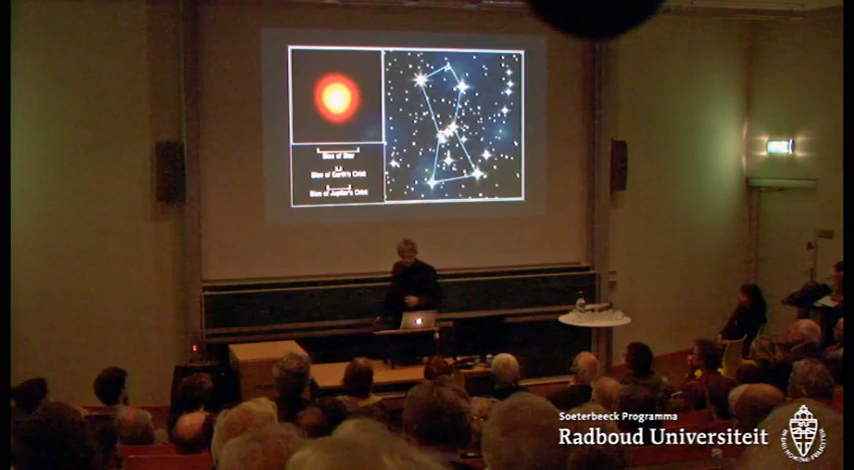 Size of Star
Size of Earth's Orbit
Size of Jupiter's Orbit
Soeterbeeck Programma
Radboud Universiteit